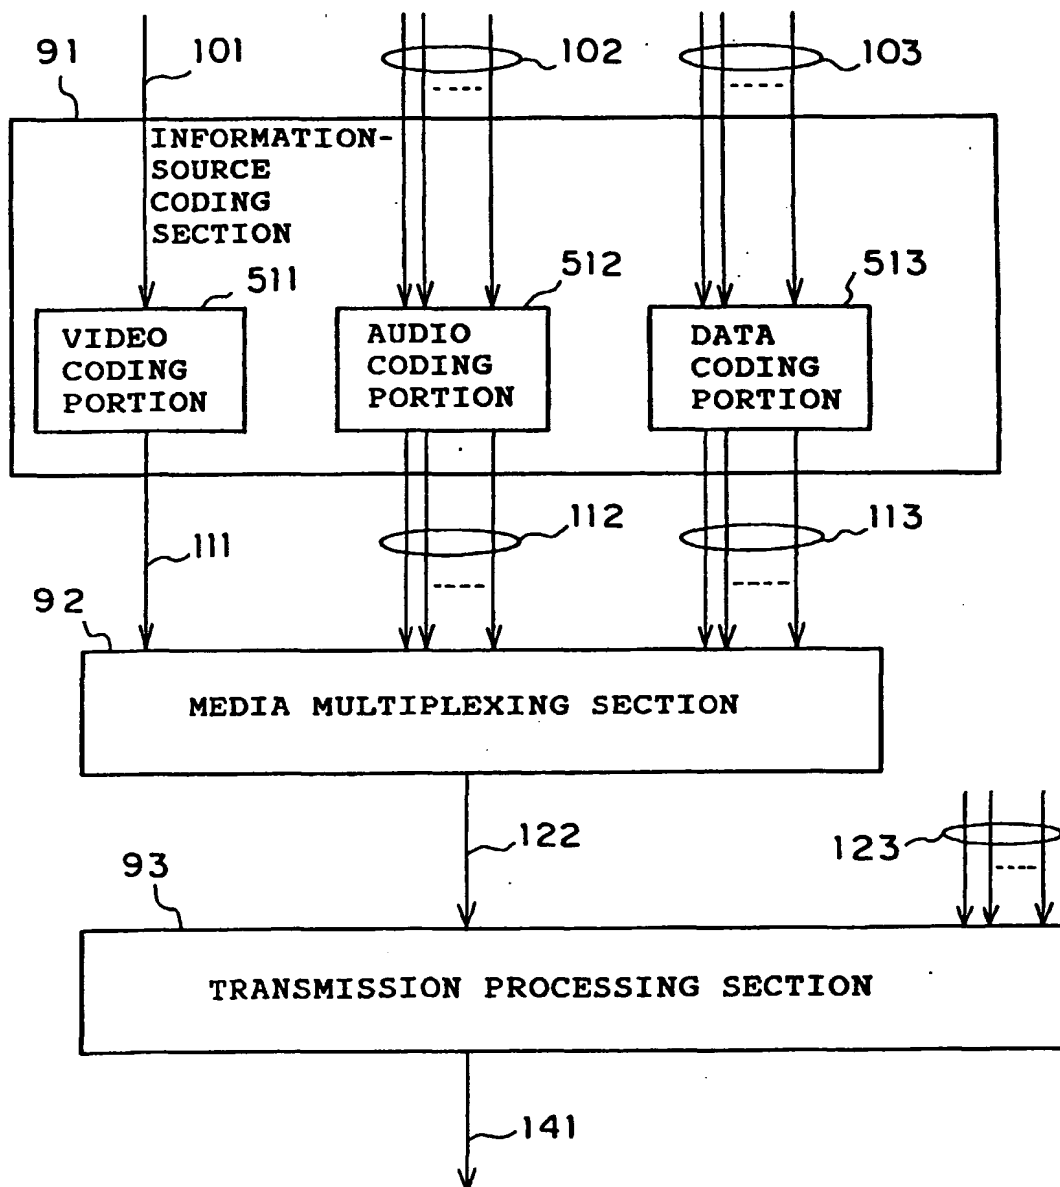 91
101
102
103
INFORMATION-
SOURCE
CODING
SECTION
511
512
513
VIDEO
CODING
PORTION
AUDIO
CODING
PORTION
DATA
CODING
PORTION
111
112
113
92
MEDIA MULTIPLEXING SECTION
122
123
93
TRANSMISSION PROCESSING SECTION
141